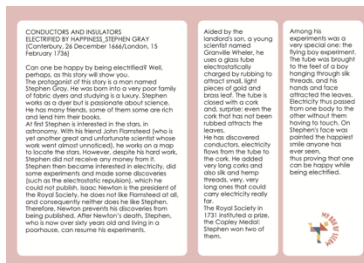 CONDUCTORS AND INSULATORS
ELECTRIFIED BY HAPPINESS_STEPHEN GRAY
(Canterbury, 26 December 1666/London, 15
February 1736)
Can one be happy by being electrified? Well,
perhaps, as this story will show you.
The protagonist of this story is a man named
Stephen Gray. He was born into a very poor family
of fabric dyers and studying is a luxury. Stephen
works as a dyer but is passionate about science.
He has many friends, some of them some are rich
and lend him their books.
At first Stephen is interested in the stars, in
astronomy. With his friend John Flamsteed (who is
yet another great and unfortunate scientist whose
work went almost unnoticed), he works on a map
to locate the stars. However, despite his hard work,
Stephen did not receive any money from it.
Stephen then became interested in electricity, did
some experiments and made some discoveries
(such as the electrostatic repulsion), which he
could not publish. Isaac Newton is the president of
the Royal Society, he does not like Flamsteed at all,
and consequently neither does he like Stephen.
Therefore, Newton prevents his discoveries from
being published. After Newton's death, Stephen,
who is now over sixty years old and living in a
poorhouse, can resume his experiments.
Aided by the
landlord's son, a young
scientist named
Granville Wheler, he
uses a glass tube
electrostatically
charged by rubbing to
attract small, light
pieces of gold and
brass leaf. The tube is
closed with a cork
and, surprise: even the
cork that has not been
rubbed attracts the
leaves.
He has discovered
conductors, electricity
flows from the tube to
the cork. He added
very long corks and
also silk and hemp
threads, very, very
long ones that could
carry electricity really
far.
The Royal Society in
1731 instituted a prize,
the Copley Medal:
Stephen won two of
them.
Among his
experiments was a
very special one: the
flying boy experiment.
The tube was brought
to the feet of a boy
hanging through silk
threads, and his
hands and face
attracted the leaves.
Electricity thus passed
from one body to the
other without them
having to touch. On
Stephen's face was
painted the happiest
smile anyone has
ever seen,
thus proving that one
can be happy while
being electrified.